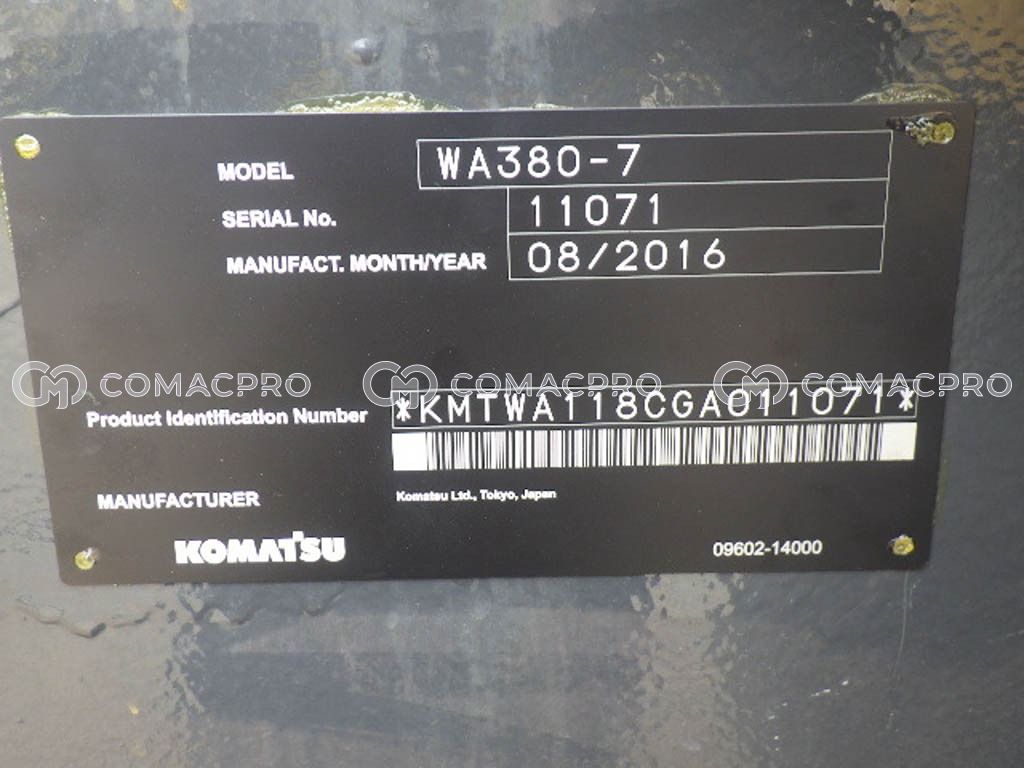 MODEL WA380-7
SERIAL No. 11071
MANUFACT. MONTH/YEAR 08/2016
COMACPRO COMACPRO COMACPRO
Product Identification Number *KMTWA118CGA011071*
MANUFACTURER Komatsu Ltd., Tokyo, Japan
KOMATSU 09602-14000